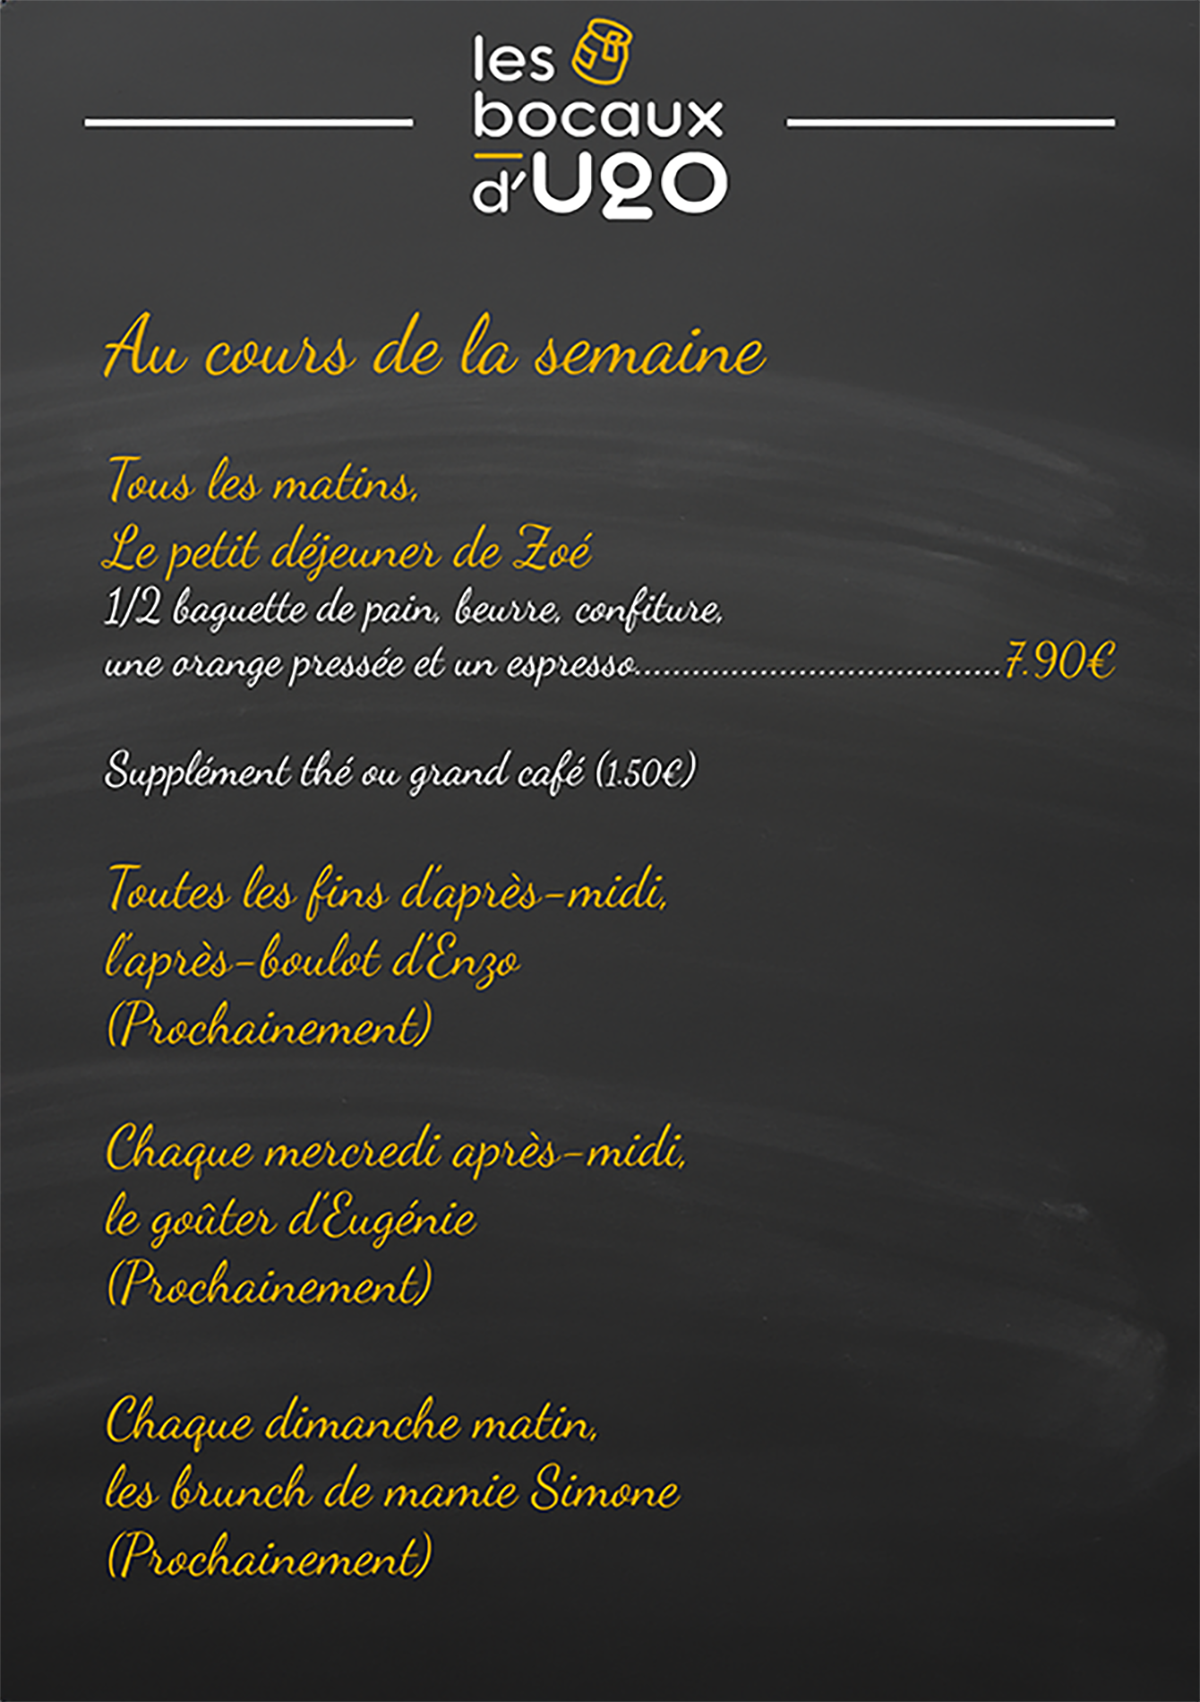 les
bocaux
d'Ugo
Au cours de la semaine
Tous les matins,
Le petit déjeuner de Zoé
1/2 baguette de pain, beurre, confiture,
une orange pressée et un espresso....................................7.90€
Supplément thé ou grand café (1.50€)
Toutes les fins d'après-midi,
l'après-boulot d'Enzo
(Prochainement)
Chaque mercredi après-midi,
le goûter d'Eugénie
(Prochainement)
Chaque dimanche matin,
les brunch de mamie Simone
(Prochainement)